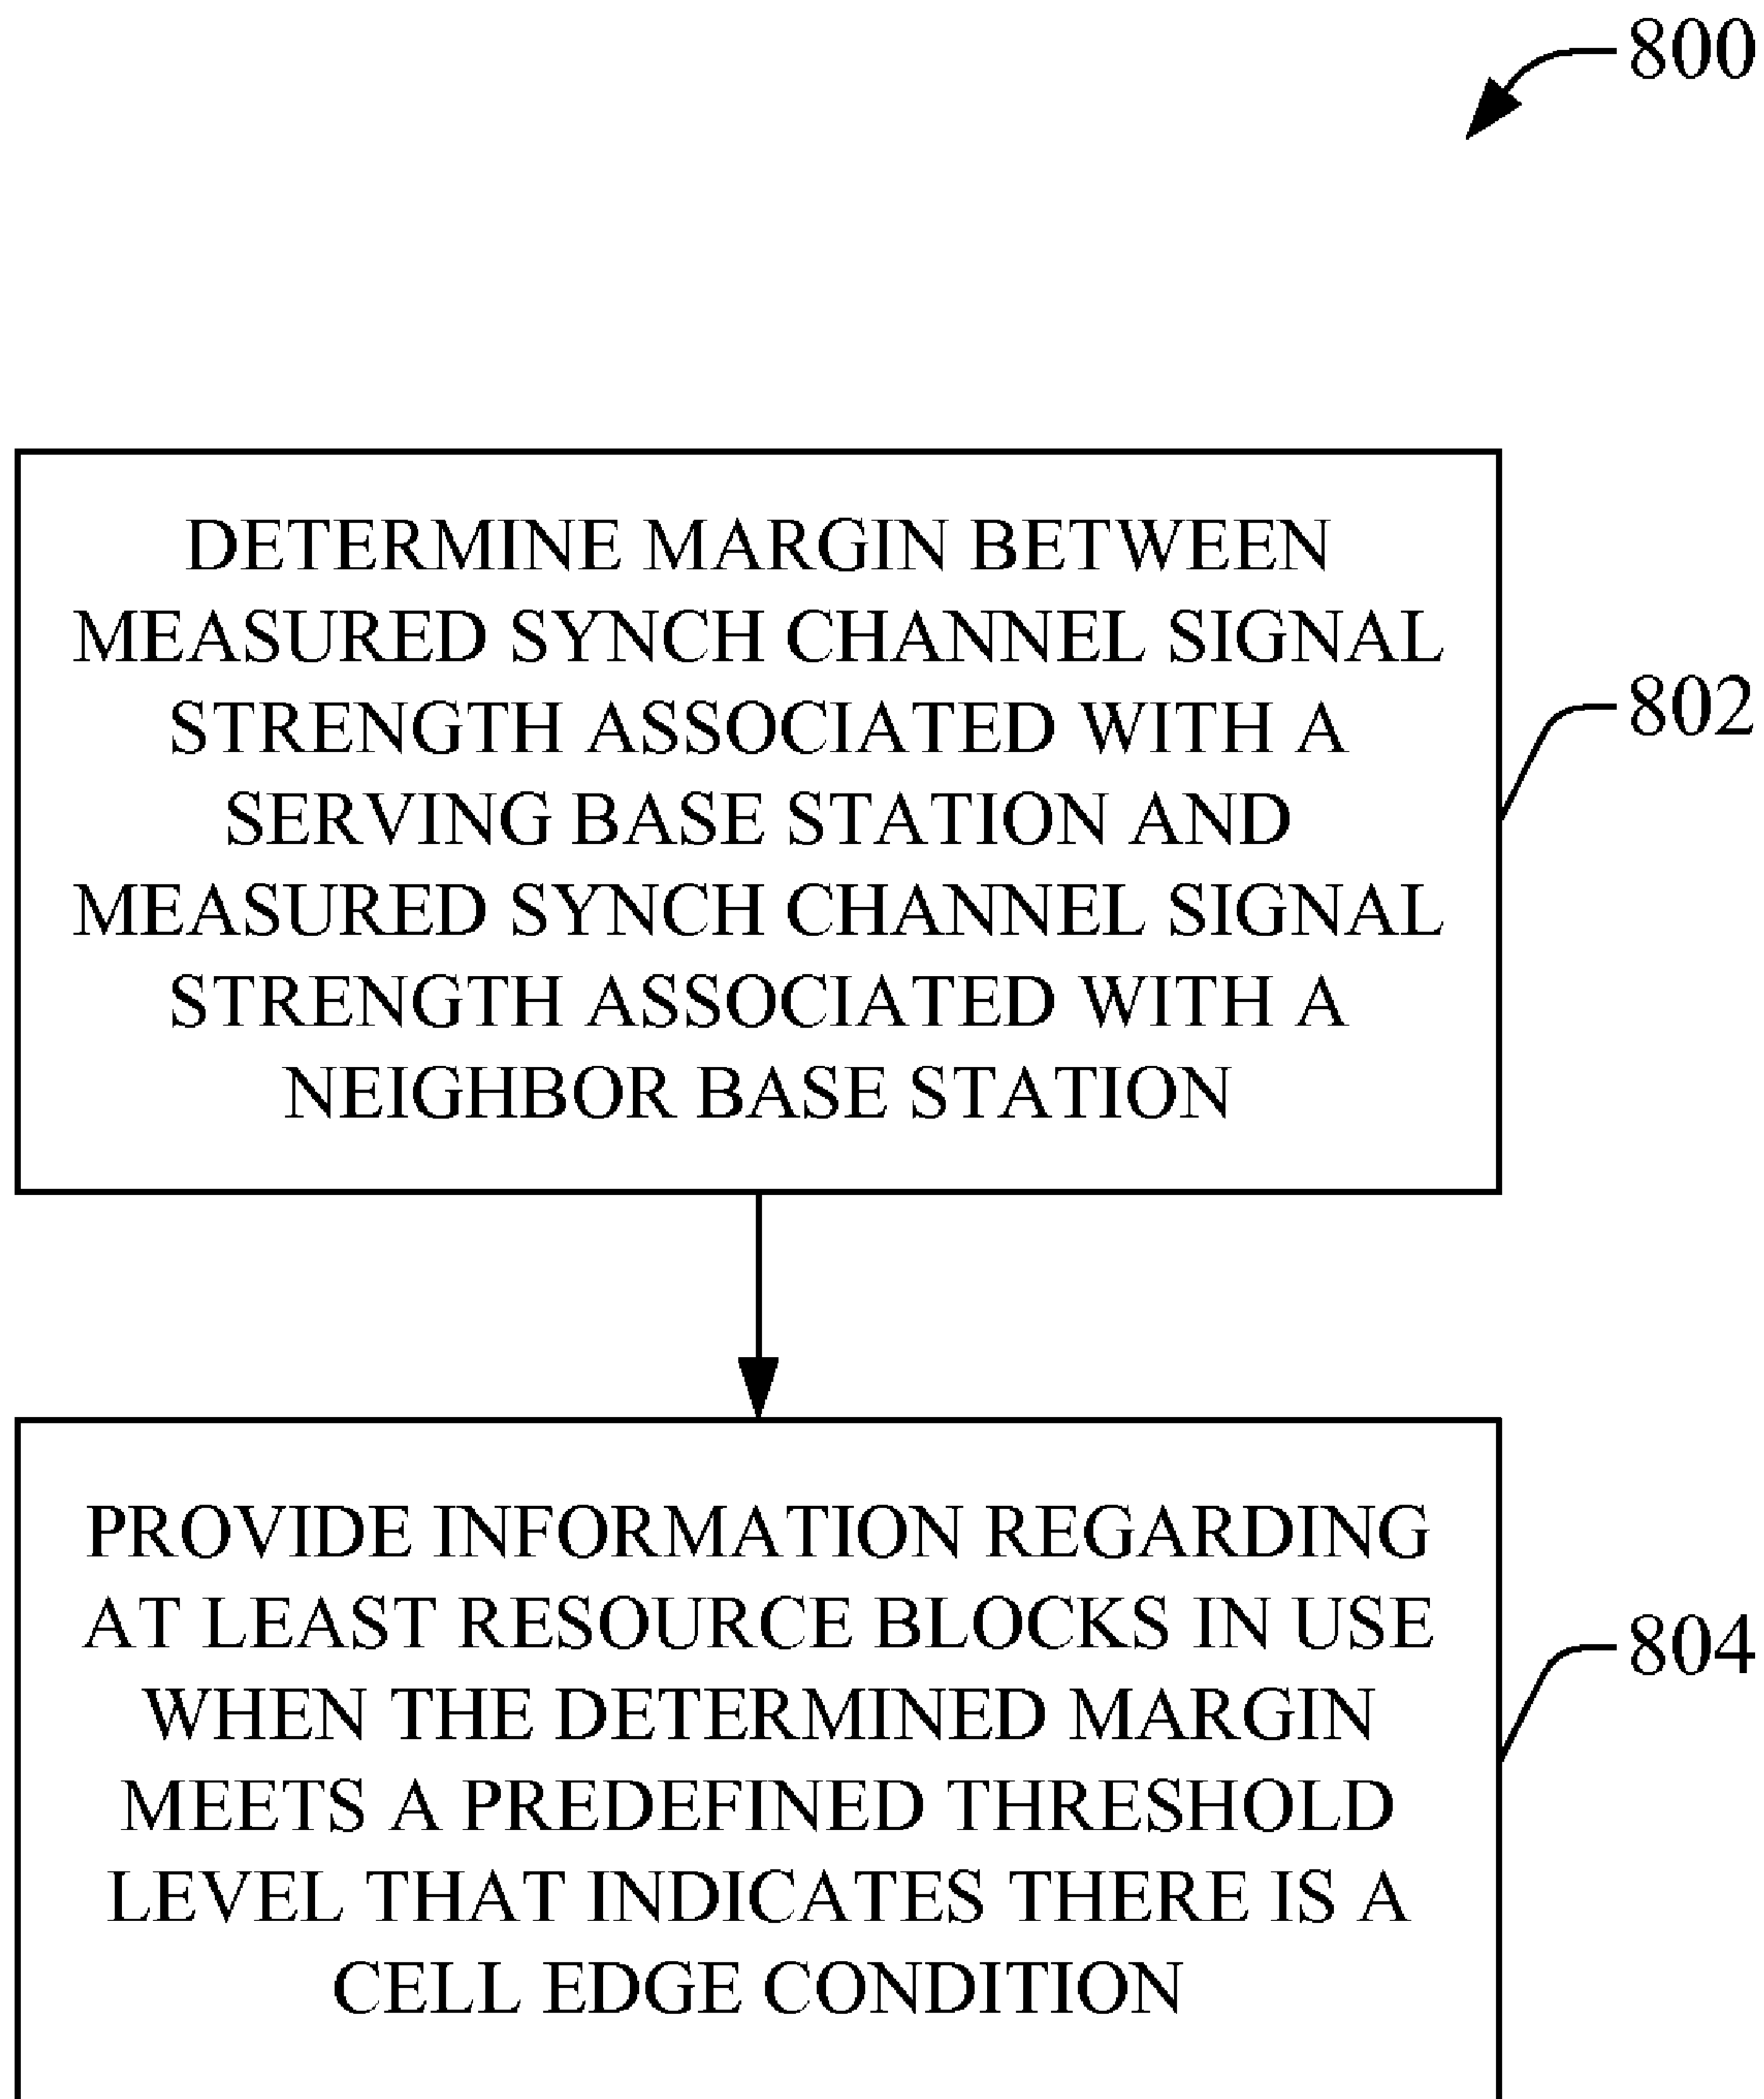 800
DETERMINE MARGIN BETWEEN
MEASURED SYNCH CHANNEL SIGNAL
STRENGTH ASSOCIATED WITH A
SERVING BASE STATION AND
MEASURED SYNCH CHANNEL SIGNAL
STRENGTH ASSOCIATED WITH A
NEIGHBOR BASE STATION
802
PROVIDE INFORMATION REGARDING
AT LEAST RESOURCE BLOCKS IN USE
WHEN THE DETERMINED MARGIN
MEETS A PREDEFINED THRESHOLD
LEVEL THAT INDICATES THERE IS A
CELL EDGE CONDITION
804